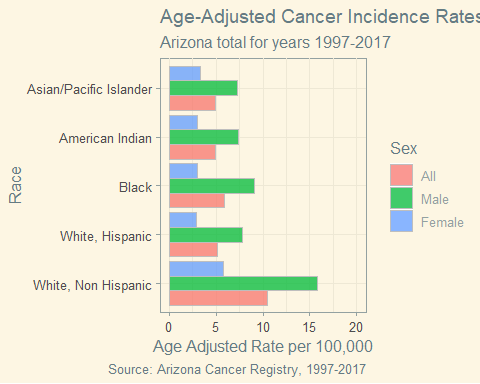 Age-Adjusted Cancer Incidence Rates
Arizona total for years 1997-2017
Asian/Pacific Islander
American Indian
Black
White, Hispanic
White, Non Hispanic
Race
0 5 10 15 20
Age Adjusted Rate per 100,000
Source: Arizona Cancer Registry, 1997-2017
Sex
All
Male
Female